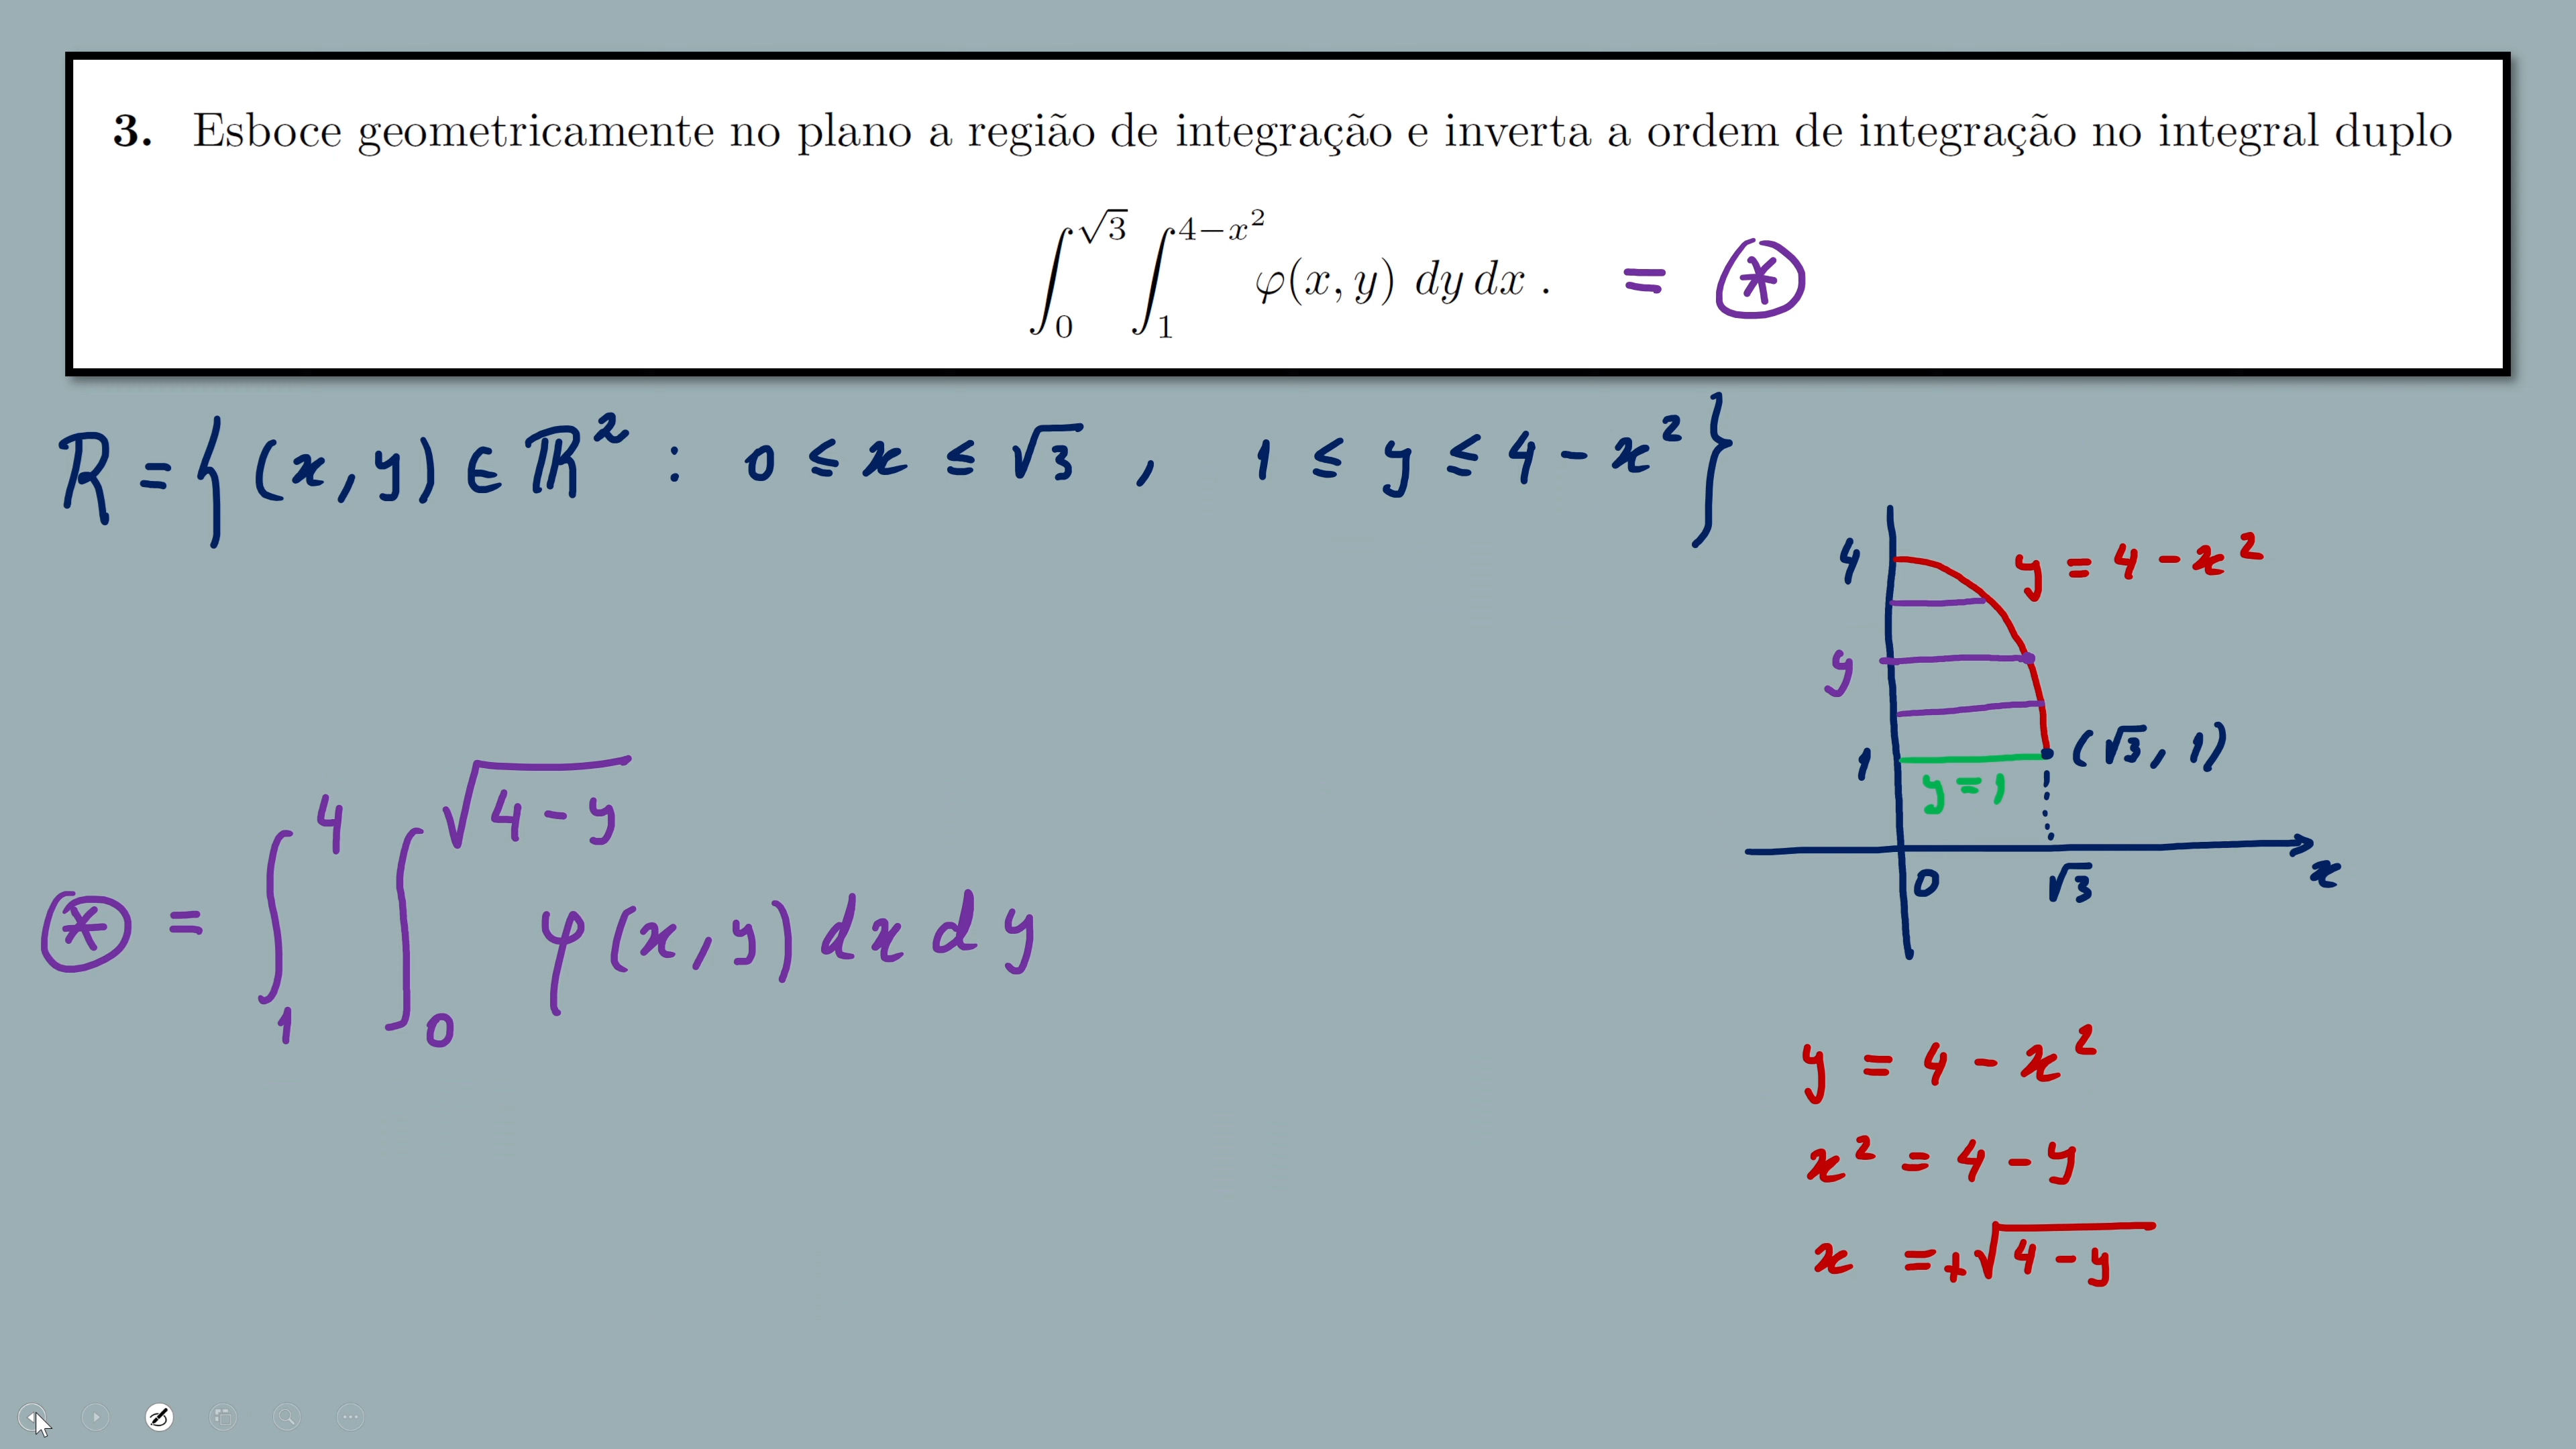 3. Esboce geometricamente no plano a região de integração e inverta a ordem de integração no integral duplo
∫_0^{√3} ∫_1^{4−x²} φ(x, y) dy dx . = ⊛
R = { (x, y) ∈ ℝ² : 0 ≤ x ≤ √3 , 1 ≤ y ≤ 4 − x² }
4
y = 4 − x²
y
1
(√3, 1)
y = 1
0
√3
x
⊛ = ∫_1^4 ∫_0^{√(4−y)} φ(x, y) dx dy
y = 4 − x²
x² = 4 − y
x = +√(4 − y)